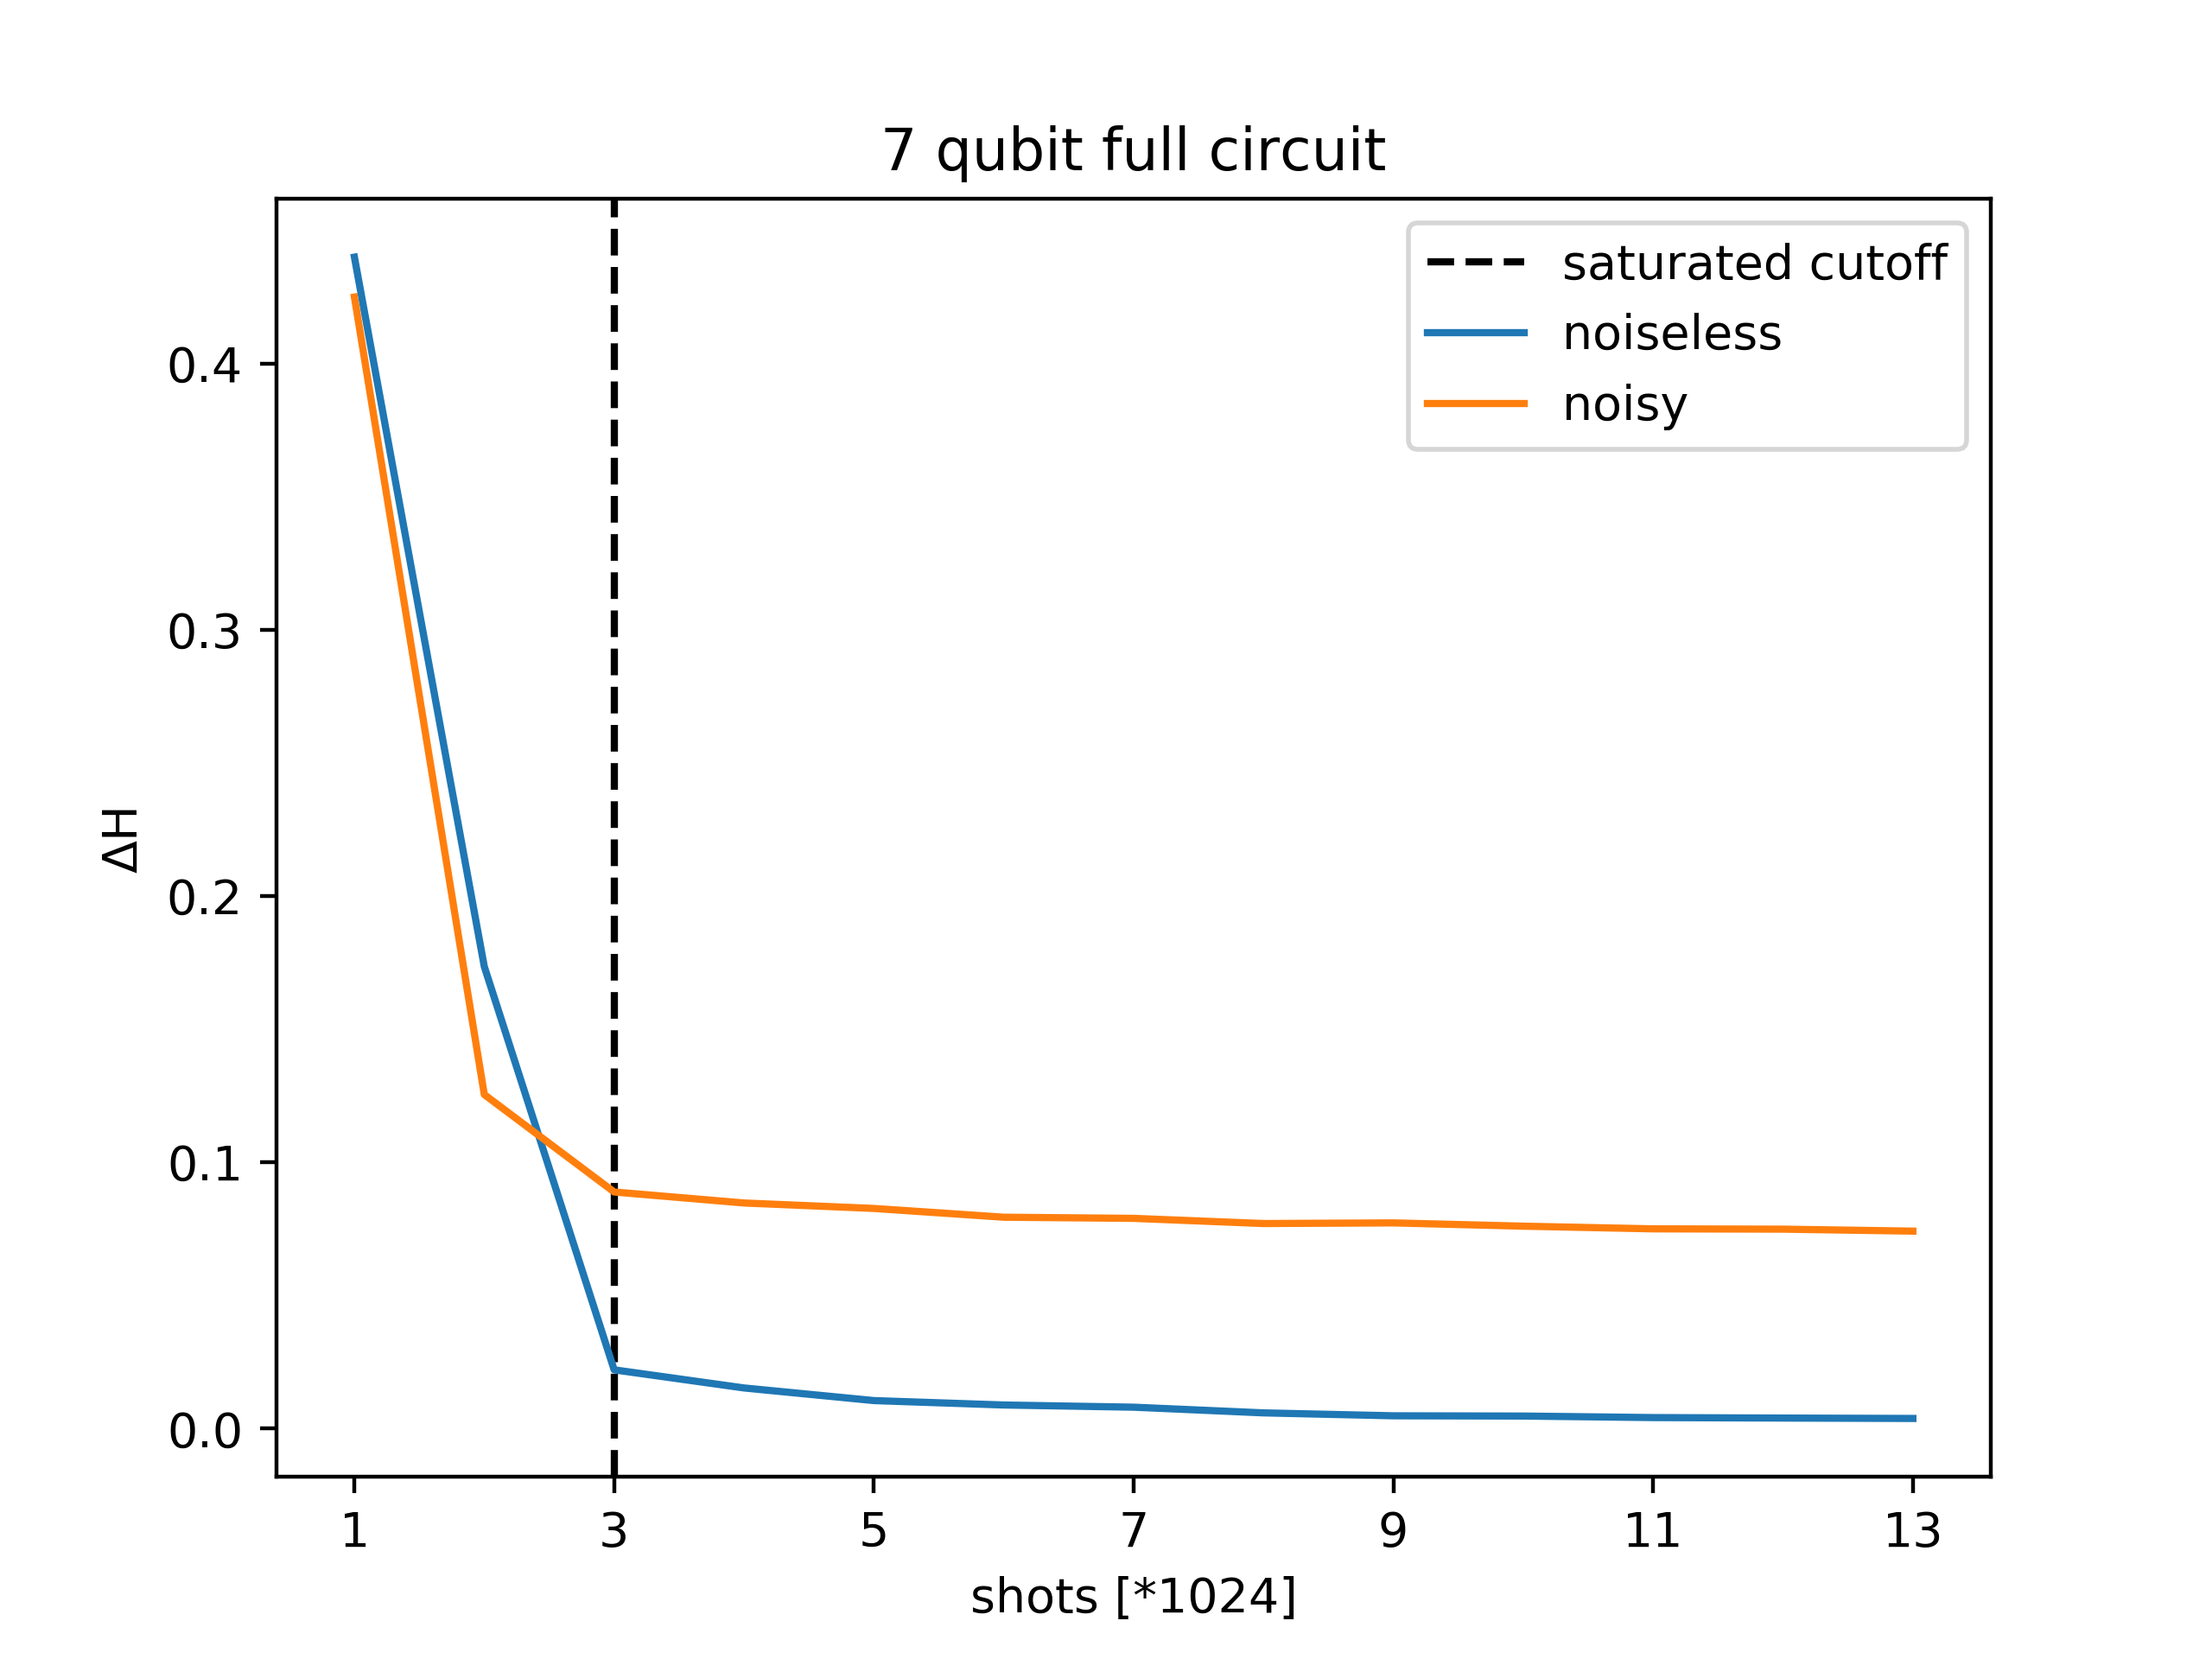 7 qubit full circuit
saturated cutoff
noiseless
noisy
0.4
0.3
0.2
0.1
0.0
ΔH
1 3 5 7 9 11 13
shots [*1024]